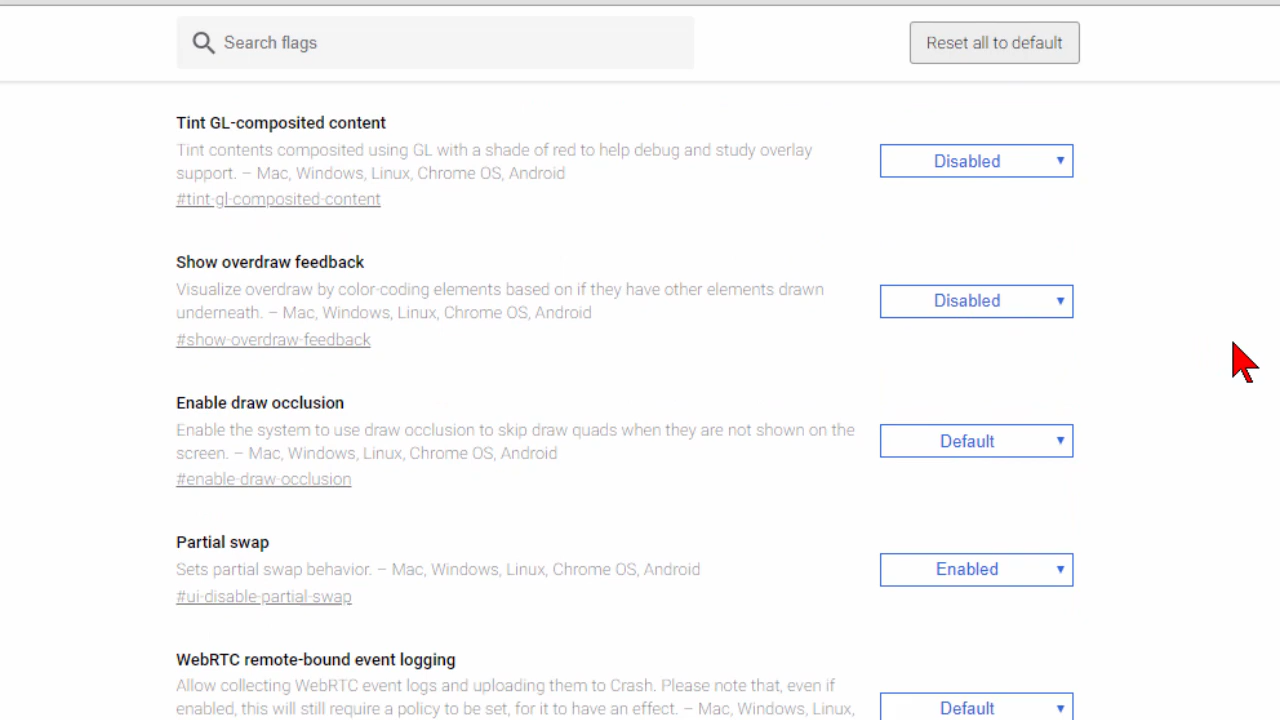 Search flags
Reset all to default
Tint GL-composited content
Tint contents composited using GL with a shade of red to help debug and study overlay
support. – Mac, Windows, Linux, Chrome OS, Android
#tint-gl-composited-content
Disabled
Show overdraw feedback
Visualize overdraw by color-coding elements based on if they have other elements drawn
underneath. – Mac, Windows, Linux, Chrome OS, Android
#show-overdraw-feedback
Disabled
Enable draw occlusion
Enable the system to use draw occlusion to skip draw quads when they are not shown on the
screen. – Mac, Windows, Linux, Chrome OS, Android
#enable-draw-occlusion
Default
Partial swap
Sets partial swap behavior. – Mac, Windows, Linux, Chrome OS, Android
#ui-disable-partial-swap
Enabled
WebRTC remote-bound event logging
Allow collecting WebRTC event logs and uploading them to Crash. Please note that, even if
enabled, this will still require a policy to be set, for it to have an effect. – Mac, Windows, Linux,
Default